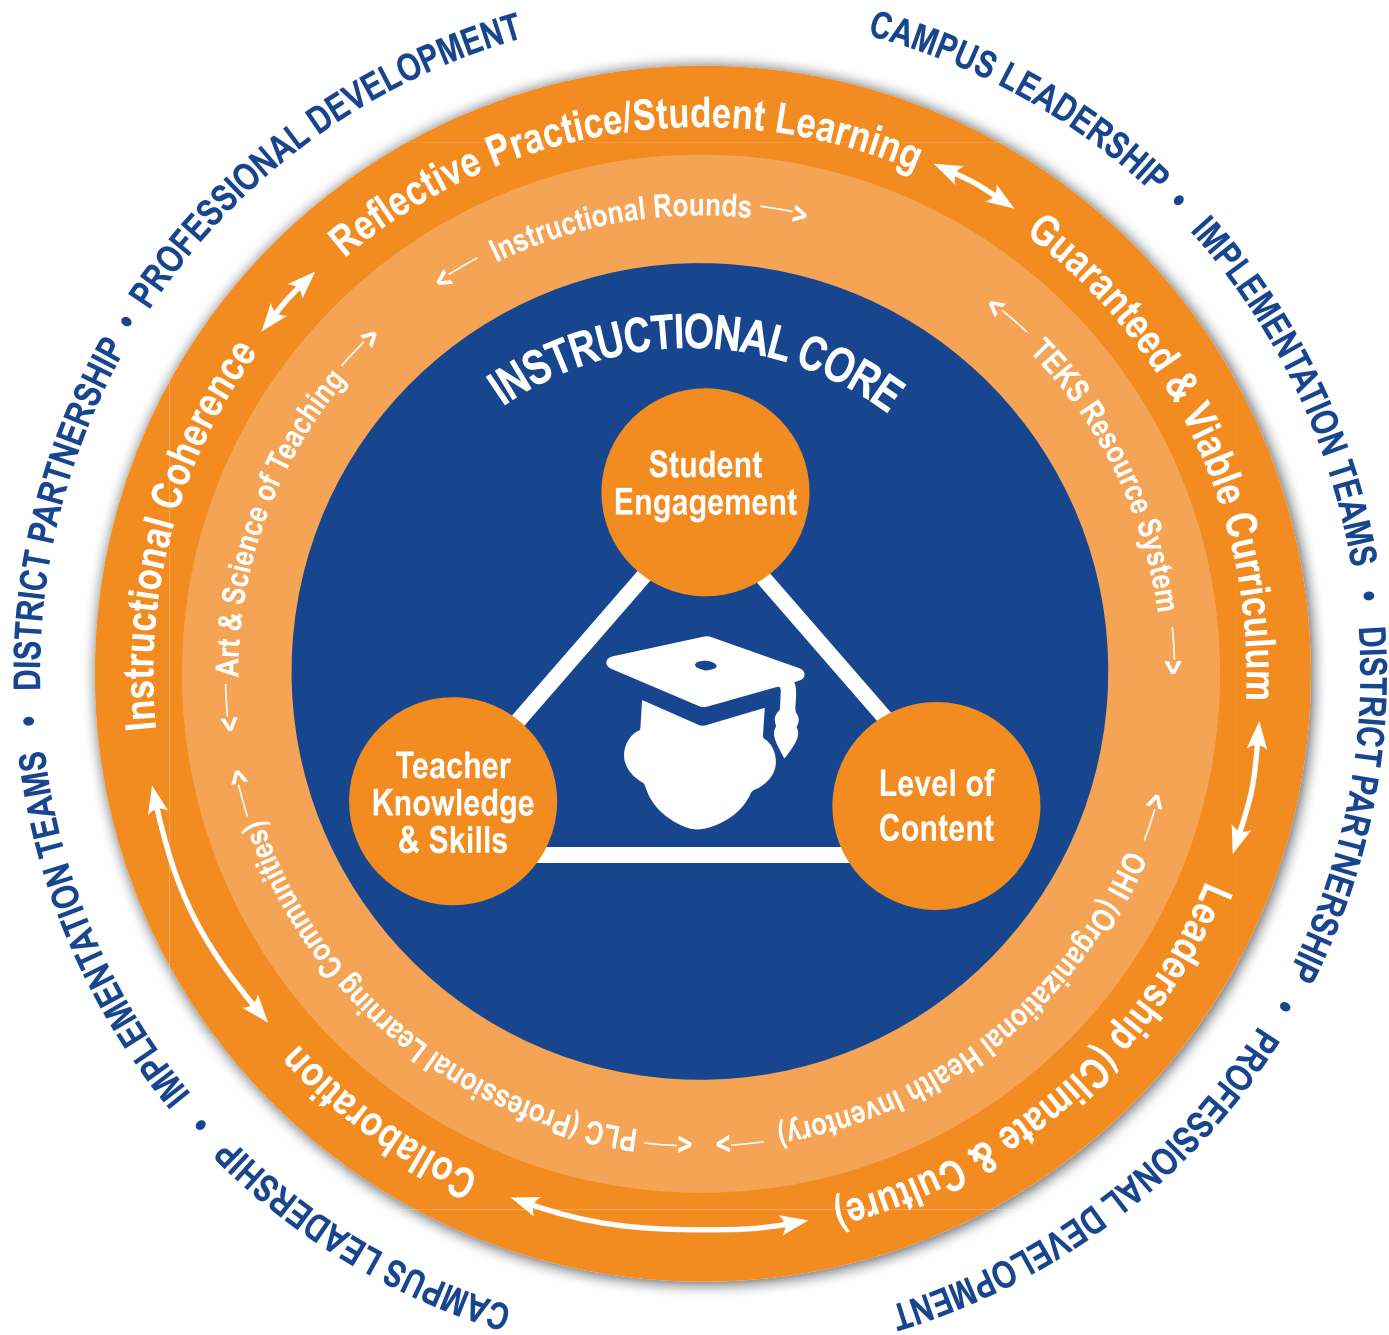 CAMPUS LEADERSHIP • IMPLEMENTATION TEAMS • DISTRICT PARTNERSHIP • PROFESSIONAL DEVELOPMENT
CAMPUS LEADERSHIP • IMPLEMENTATION TEAMS • DISTRICT PARTNERSHIP • PROFESSIONAL DEVELOPMENT
Reflective Practice/Student Learning
Guaranteed & Viable Curriculum
Leadership (Climate & Culture)
Collaboration
Instructional Coherence
Instructional Rounds
TEKS Resource System
OHI (Organizational Health Inventory)
PLC (Professional Learning Communities)
Art & Science of Teaching
INSTRUCTIONAL CORE
Student
Engagement
Teacher
Knowledge
& Skills
Level of
Content